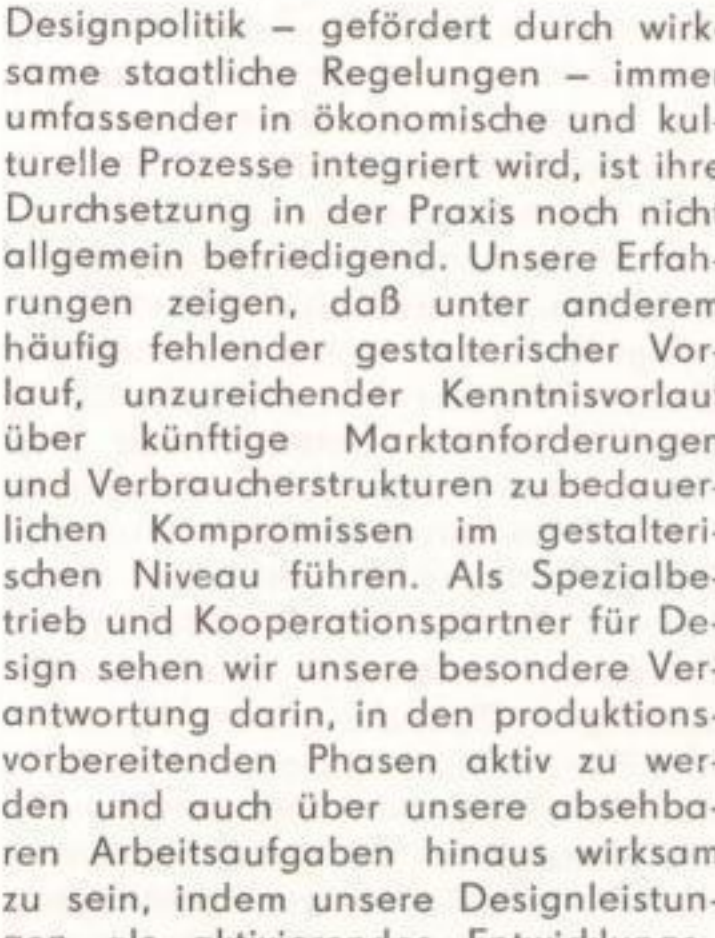 Designpolitik – gefördert durch wirk-
same staatliche Regelungen – immer
umfassender in ökonomische und kul-
turelle Prozesse integriert wird, ist ihre
Durchsetzung in der Praxis noch nicht
allgemein befriedigend. Unsere Erfah-
rungen zeigen, daß unter anderem
häufig fehlender gestalterischer Vor-
lauf, unzureichender Kenntnisvorlauf
über künftige Marktanforderungen
und Verbraucherstrukturen zu bedauer-
lichen Kompromissen im gestalteri-
schen Niveau führen. Als Spezialbe-
trieb und Kooperationspartner für De-
sign sehen wir unsere besondere Ver-
antwortung darin, in den produktions-
vorbereitenden Phasen aktiv zu wer-
den und auch über unsere absehba-
ren Arbeitsaufgaben hinaus wirksam
zu sein, indem unsere Designleistun-